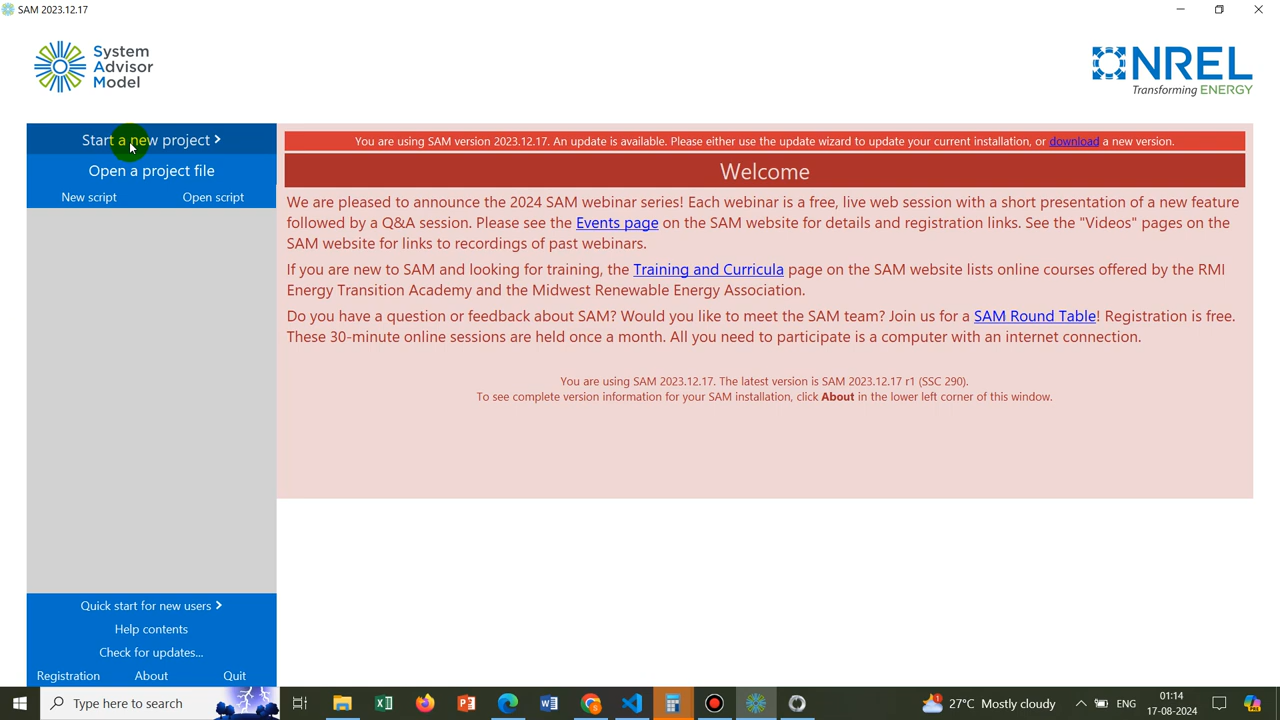 SAM 2023.12.17
System
Advisor
Model
NREL
Transforming ENERGY
Start a new project >
Open a project file
New script Open script
You are using SAM version 2023.12.17. An update is available. Please either use the update wizard to update your current installation, or download a new version.
Welcome
We are pleased to announce the 2024 SAM webinar series! Each webinar is a free, live web session with a short presentation of a new feature
followed by a Q&A session. Please see the Events page on the SAM website for details and registration links. See the "Videos" pages on the
SAM website for links to recordings of past webinars.
If you are new to SAM and looking for training, the Training and Curricula page on the SAM website lists online courses offered by the RMI
Energy Transition Academy and the Midwest Renewable Energy Association.
Do you have a question or feedback about SAM? Would you like to meet the SAM team? Join us for a SAM Round Table! Registration is free.
These 30-minute online sessions are held once a month. All you need to participate is a computer with an internet connection.
You are using SAM 2023.12.17. The latest version is SAM 2023.12.17 r1 (SSC 290).
To see complete version information for your SAM installation, click About in the lower left corner of this window.
Quick start for new users >
Help contents
Check for updates...
Registration About Quit
Type here to search
27°C Mostly cloudy
ENG
01:14
17-08-2024